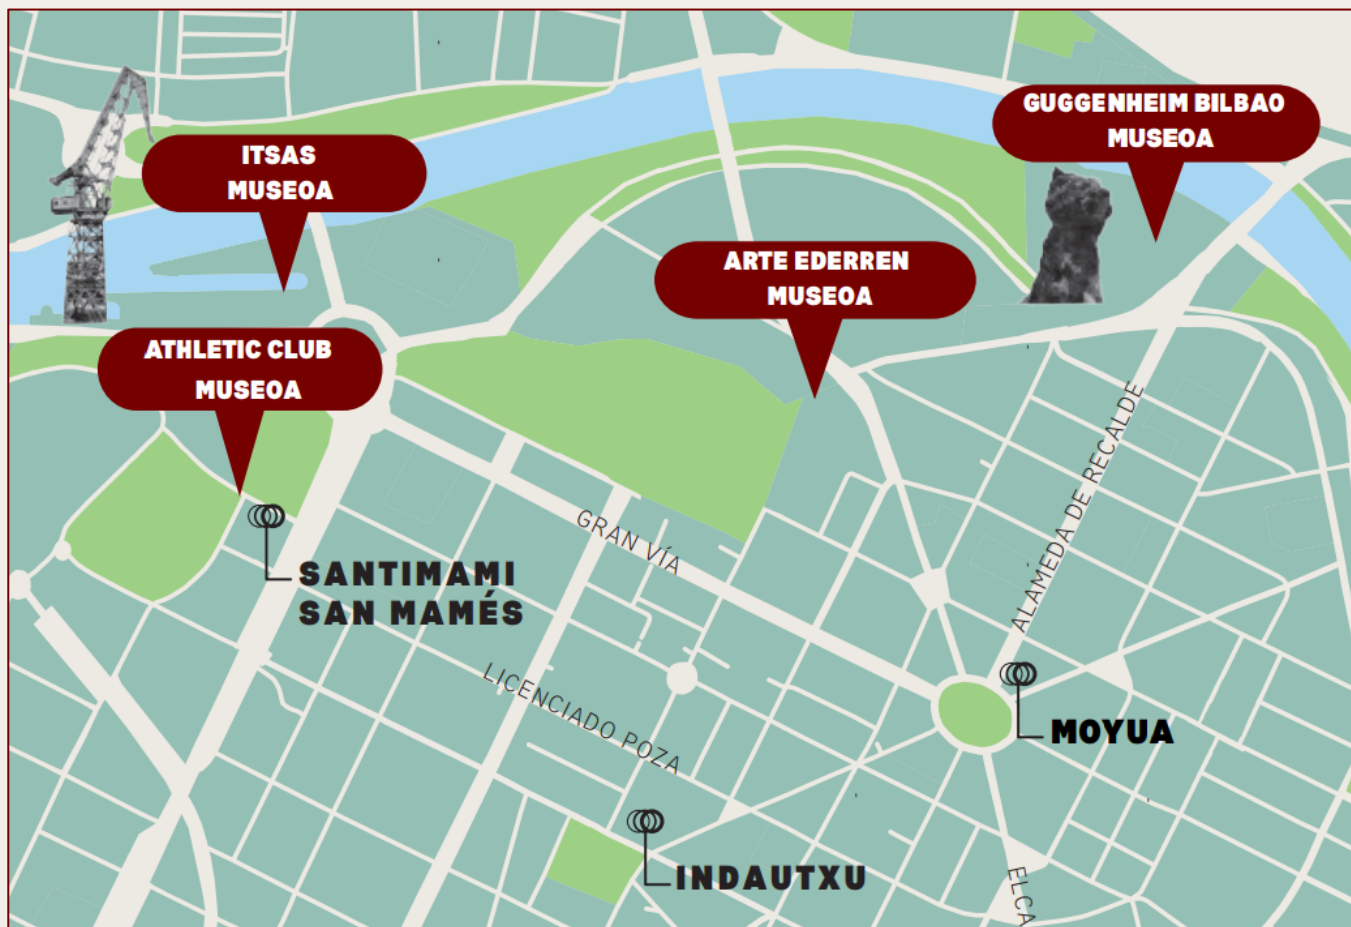 GUGGENHEIM BILBAO
MUSEOA
ITSAS
MUSEOA
ARTE EDERREN
MUSEOA
ATHLETIC CLUB
MUSEOA
ALAMEDA DE RECALDE
GRAN VÍA
SANTIMAMI
SAN MAMÉS
LICENCIADO POZA
MOYUA
INDAUTXU
ELCA